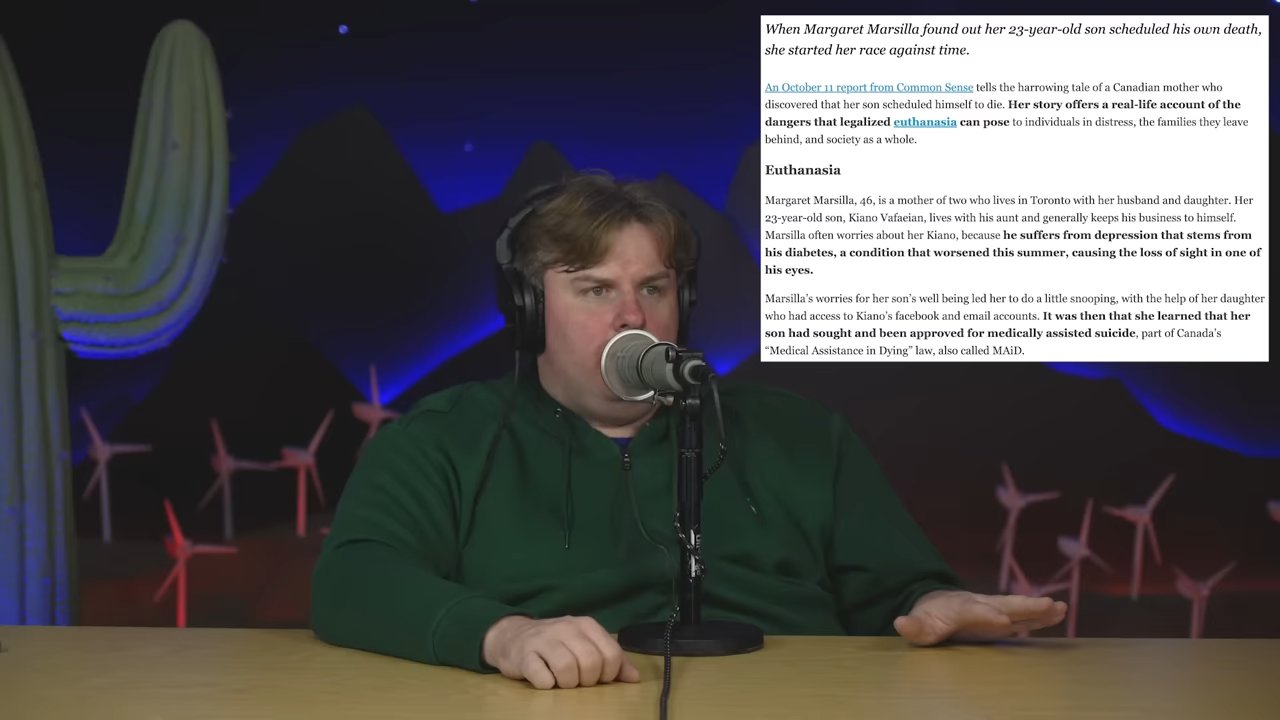 When Margaret Marsilla found out her 23-year-old son scheduled his own death,
she started her race against time.
An October 11 report from Common Sense tells the harrowing tale of a Canadian mother who
discovered that her son scheduled himself to die. Her story offers a real-life account of the
dangers that legalized euthanasia can pose to individuals in distress, the families they leave
behind, and society as a whole.
Euthanasia
Margaret Marsilla, 46, is a mother of two who lives in Toronto with her husband and daughter. Her
23-year-old son, Kiano Vafaeian, lives with his aunt and generally keeps his business to himself.
Marsilla often worries about her Kiano, because he suffers from depression that stems from
his diabetes, a condition that worsened this summer, causing the loss of sight in one of
his eyes.
Marsilla’s worries for her son’s well being led her to do a little snooping, with the help of her daughter
who had access to Kiano’s facebook and email accounts. It was then that she learned that her
son had sought and been approved for medically assisted suicide, part of Canada’s
“Medical Assistance in Dying” law, also called MAiD.